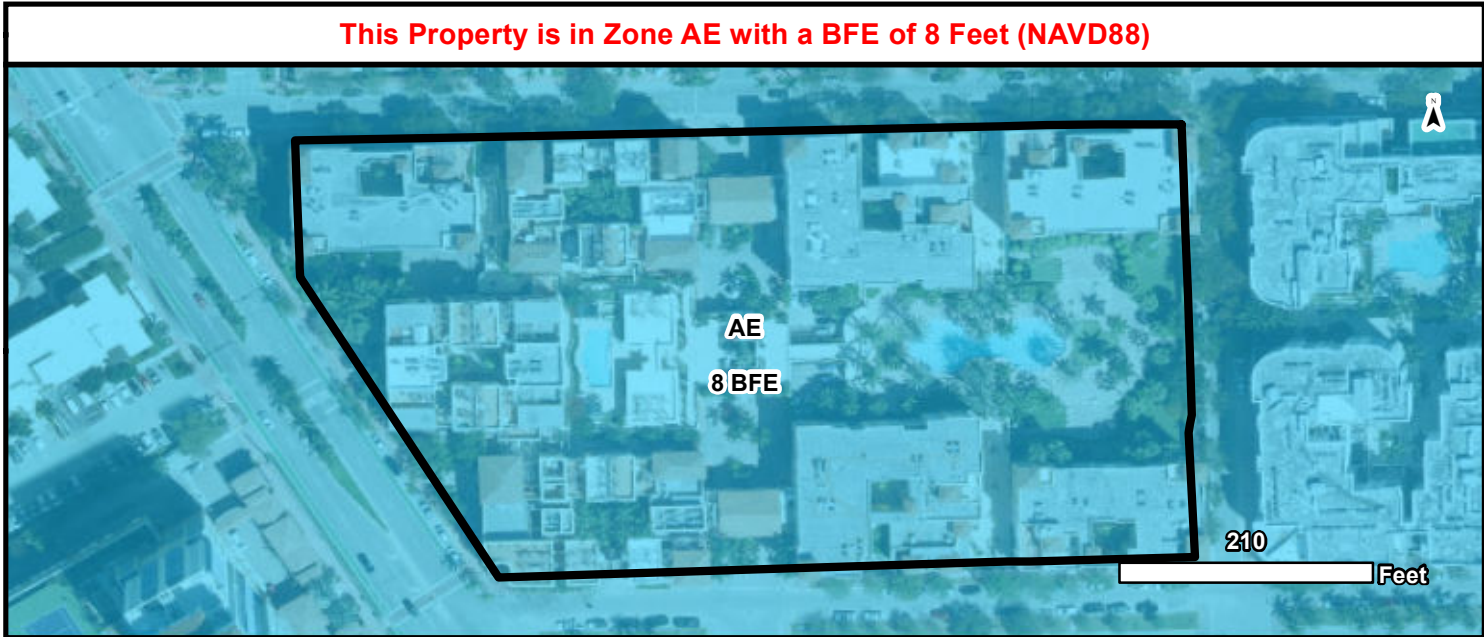 This Property is in Zone AE with a BFE of 8 Feet (NAVD88)
N
AE
8 BFE
210
Feet